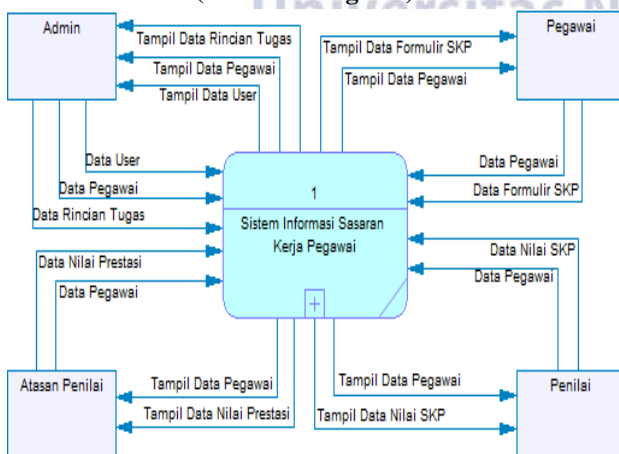 Admin
Pegawai
Tampil Data Rincian Tugas
Tampil Data Pegawai
Tampil Data User
Tampil Data Formulir SKP
Tampil Data Pegawai
Data User
Data Pegawai
Data Rincian Tugas
Data Pegawai
Data Formulir SKP
1
Sistem Informasi Sasaran
Kerja Pegawai
Data Nilai Prestasi
Data Pegawai
Data Nilai SKP
Data Pegawai
Atasan Penilai
Tampil Data Pegawai
Tampil Data Nilai Prestasi
Tampil Data Pegawai
Tampil Data Nilai SKP
Penilai